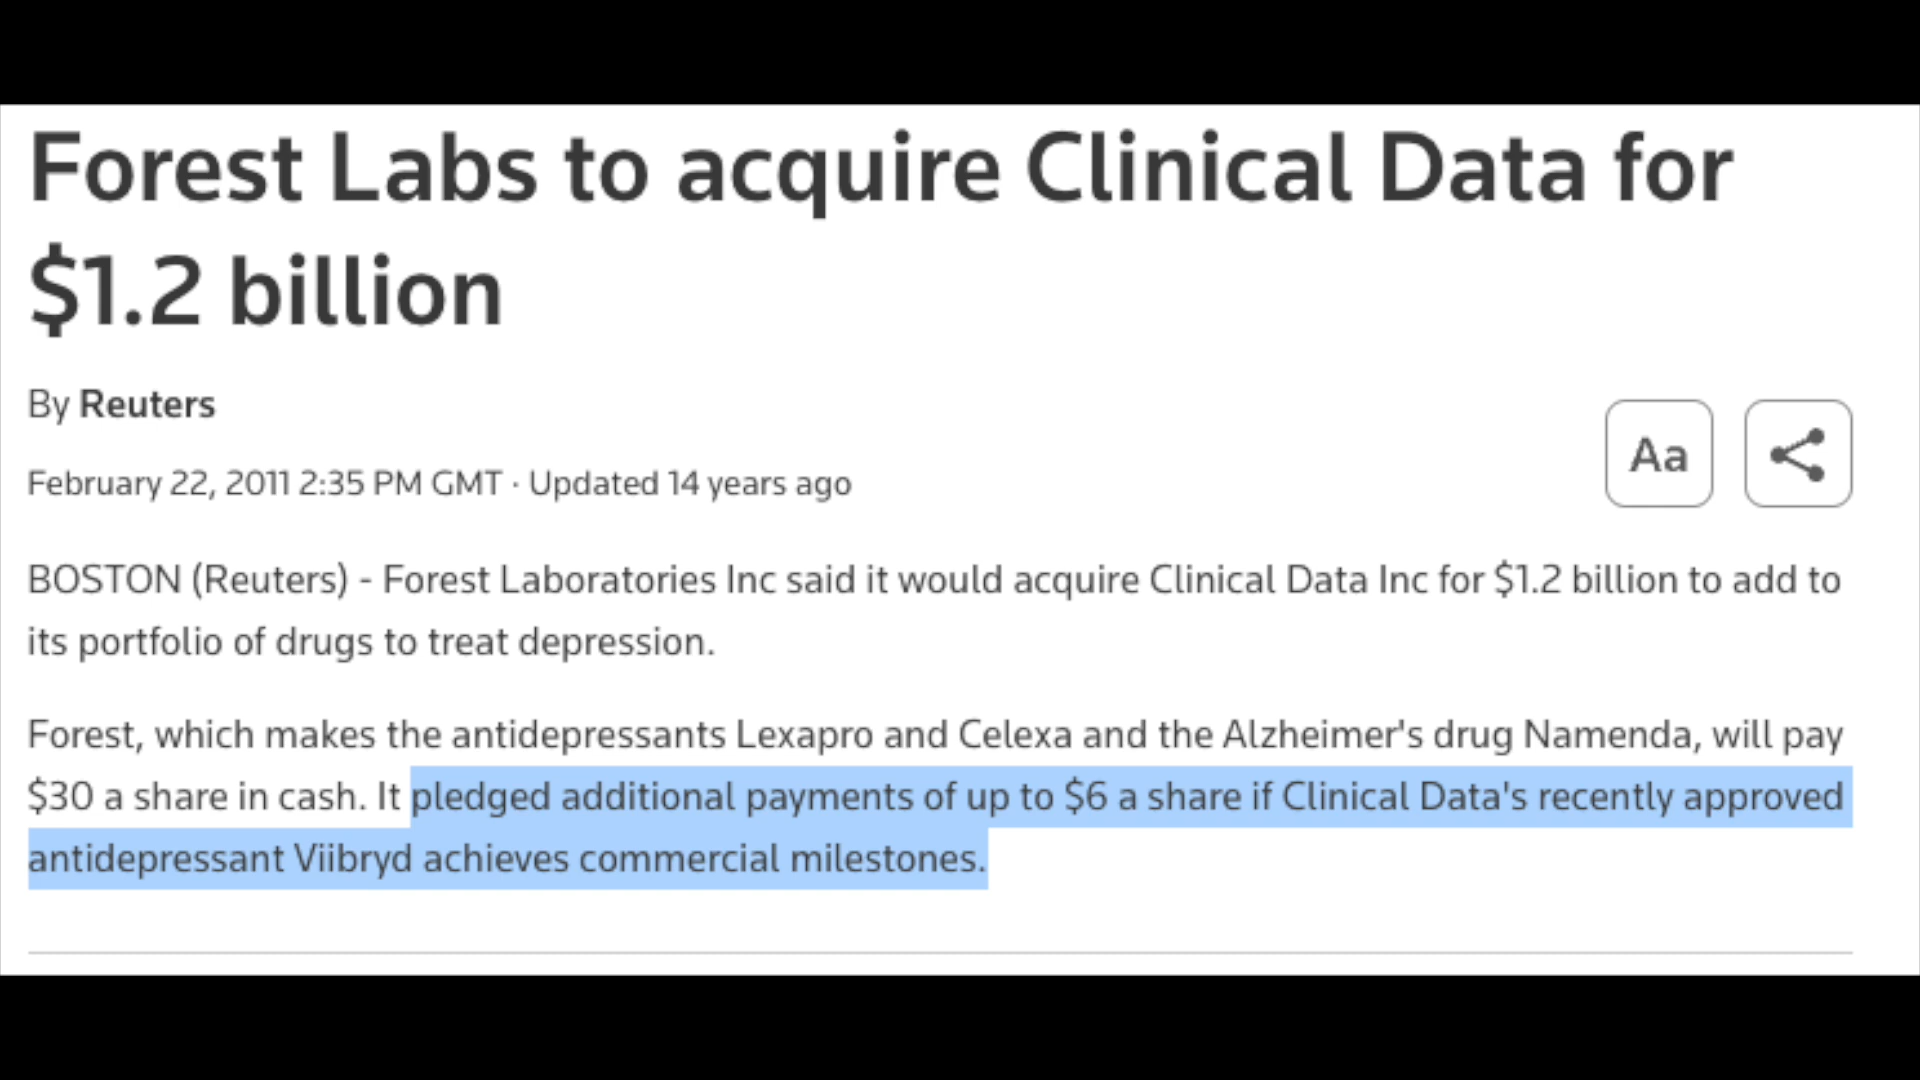 Forest Labs to acquire Clinical Data for
$1.2 billion
By Reuters
February 22, 2011 2:35 PM GMT · Updated 14 years ago
Aa
BOSTON (Reuters) - Forest Laboratories Inc said it would acquire Clinical Data Inc for $1.2 billion to add to
its portfolio of drugs to treat depression.
Forest, which makes the antidepressants Lexapro and Celexa and the Alzheimer's drug Namenda, will pay
$30 a share in cash. It pledged additional payments of up to $6 a share if Clinical Data's recently approved
antidepressant Viibryd achieves commercial milestones.